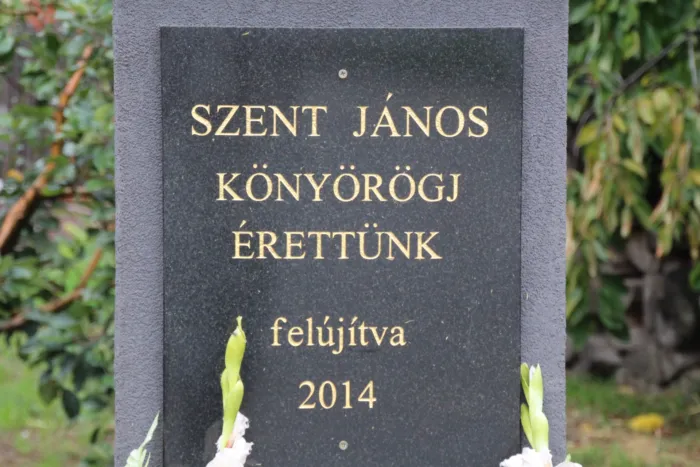 SZENT JÁNOS
KÖNYÖRÖGJ
ÉRETTÜNK
felújítva
2014